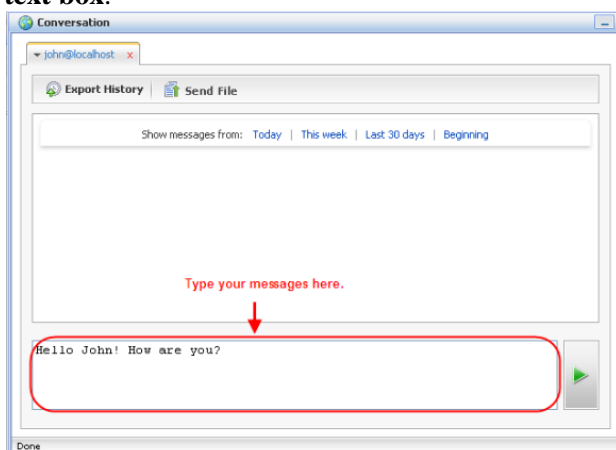 text box.
Conversation
john@localhost x
Export History | Send File
Show messages from: Today | This week | Last 30 days | Beginning
Type your messages here.
Hello John! How are you?
Done